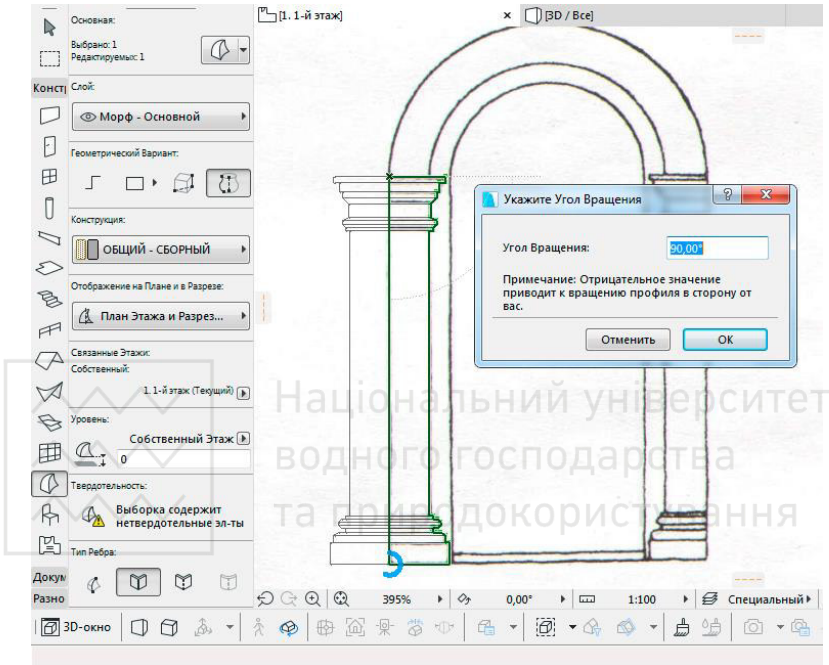 Основная:
Выбрано: 1
Редактируемых: 1
Констр
Слой:
Морф - Основной
Геометрический Вариант:
Конструкция:
ОБЩИЙ - СБОРНЫЙ
Отображение на Плане и в Разрезе:
План Этажа и Разрез...
Связанные Этажи:
Собственный:
1. 1-й этаж (Текущий)
Уровень:
Собственный Этаж
0
Твердотельность:
Выборка содержит
нетвердотельные эл-ты
Тип Ребра:
Докум
Разно
3D-окно
[1. 1-й этаж]
[3D / Все]
Укажите Угол Вращения
Угол Вращения:
90,00°
Примечание: Отрицательное значение
приводит к вращению профиля в сторону от
вас.
Отменить
OK
Національний університет
водного господарства
та природокористування
395%
0,00°
1:100
Специальный